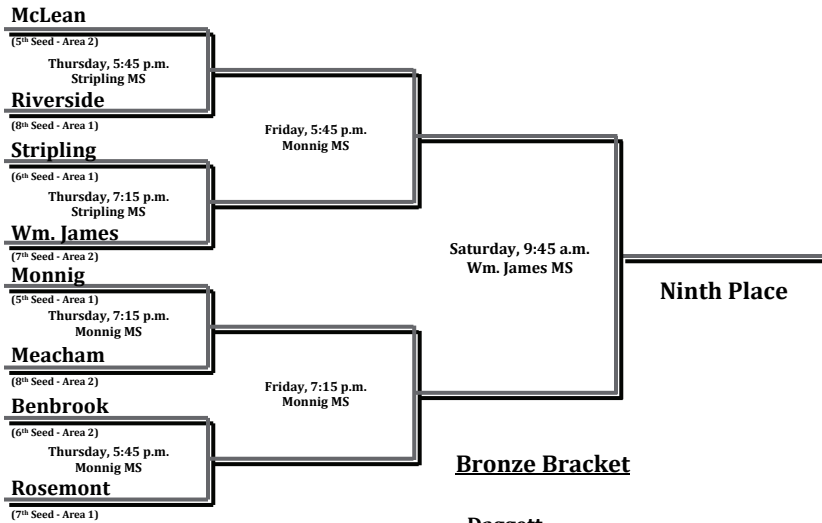 McLean
(5th Seed - Area 2)
Thursday, 5:45 p.m.
Stripling MS
Riverside
(8th Seed - Area 1)
Stripling
(6th Seed - Area 1)
Thursday, 7:15 p.m.
Stripling MS
Wm. James
(7th Seed - Area 2)
Monnig
(5th Seed - Area 1)
Thursday, 7:15 p.m.
Monnig MS
Meacham
(8th Seed - Area 2)
Benbrook
(6th Seed - Area 2)
Thursday, 5:45 p.m.
Monnig MS
Rosemont
(7th Seed - Area 1)
Friday, 5:45 p.m.
Monnig MS
Friday, 7:15 p.m.
Monnig MS
Saturday, 9:45 a.m.
Wm. James MS
Ninth Place
Bronze Bracket
Daggett